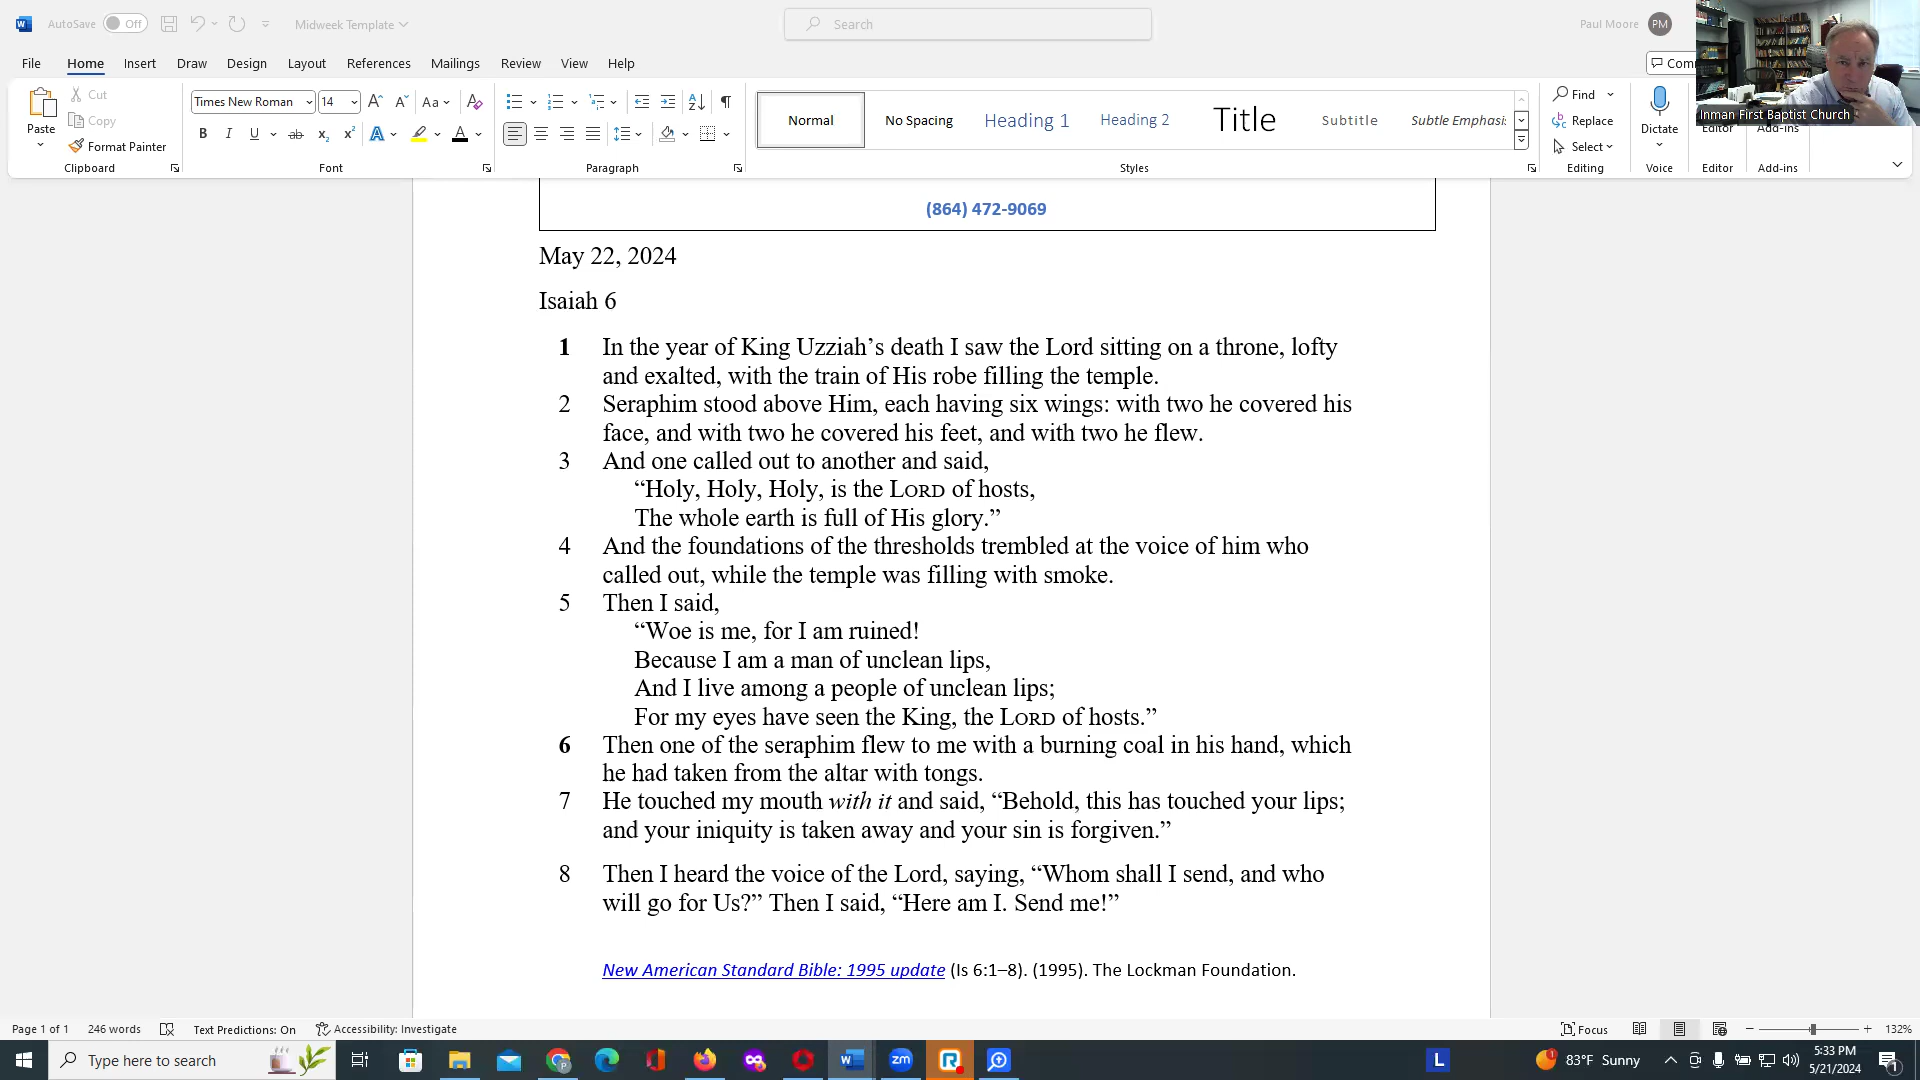 AutoSave Off Midweek Template Search Paul Moore PM
File Home Insert Draw Design Layout References Mailings Review View Help
Inman First Baptist Church
Paste Cut Copy Format Painter Clipboard
Times New Roman 14 Aa Font
B I U ab x₂ x² A A
Paragraph
Normal No Spacing Heading 1 Heading 2 Title Subtitle Subtle Emphasis Styles
Find Replace Select Editing
Dictate Voice
Editor Editor
Add-ins Add-ins
(864) 472-9069
May 22, 2024
Isaiah 6
1 In the year of King Uzziah’s death I saw the Lord sitting on a throne, lofty
and exalted, with the train of His robe filling the temple.
2 Seraphim stood above Him, each having six wings: with two he covered his
face, and with two he covered his feet, and with two he flew.
3 And one called out to another and said,
“Holy, Holy, Holy, is the LORD of hosts,
The whole earth is full of His glory.”
4 And the foundations of the thresholds trembled at the voice of him who
called out, while the temple was filling with smoke.
5 Then I said,
“Woe is me, for I am ruined!
Because I am a man of unclean lips,
And I live among a people of unclean lips;
For my eyes have seen the King, the LORD of hosts.”
6 Then one of the seraphim flew to me with a burning coal in his hand, which
he had taken from the altar with tongs.
7 He touched my mouth with it and said, “Behold, this has touched your lips;
and your iniquity is taken away and your sin is forgiven.”
8 Then I heard the voice of the Lord, saying, “Whom shall I send, and who
will go for Us?” Then I said, “Here am I. Send me!”
New American Standard Bible: 1995 update (Is 6:1–8). (1995). The Lockman Foundation.
Page 1 of 1 246 words Text Predictions: On Accessibility: Investigate Focus 132%
Type here to search 83°F Sunny 5:33 PM
5/21/2024